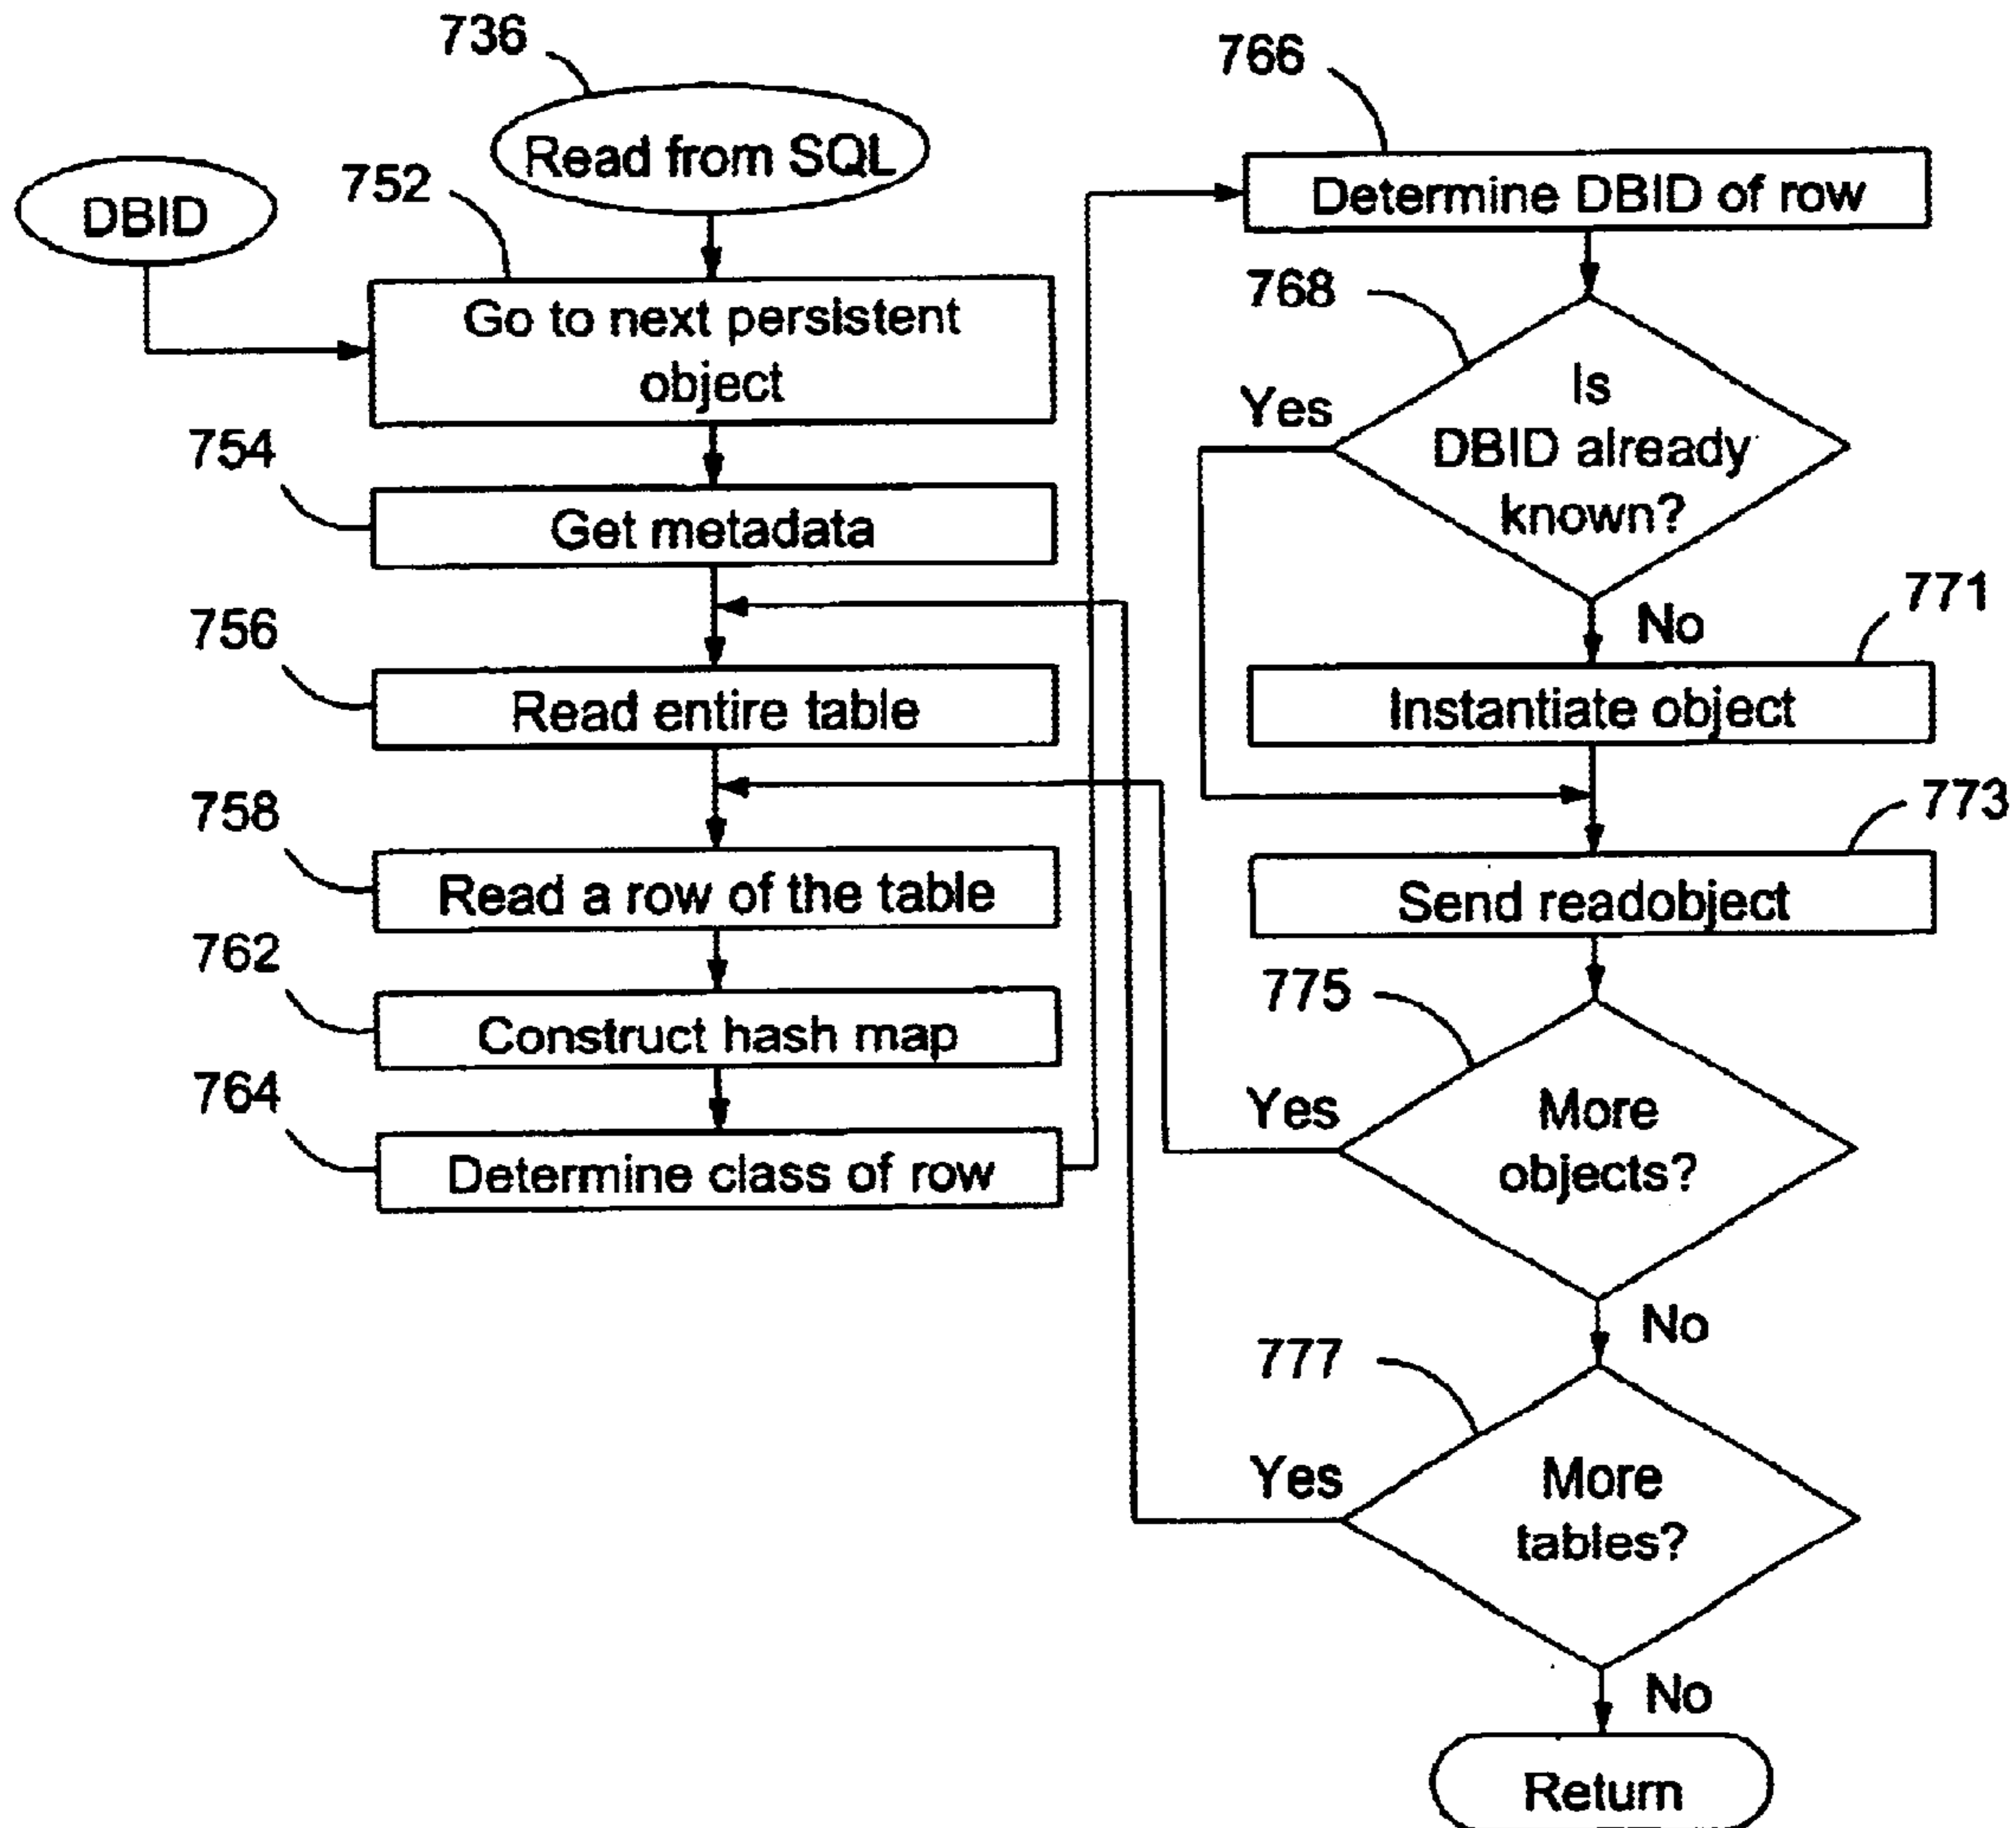 736
Read from SQL
DBID
752
Go to next persistent
object
754
Get metadata
756
Read entire table
758
Read a row of the table
762
Construct hash map
764
Determine class of row
766
Determine DBID of row
768
Is
DBID already
known?
Yes
No
771
Instantiate object
773
Send readobject
775
More
objects?
Yes
No
777
More
tables?
Yes
No
Return